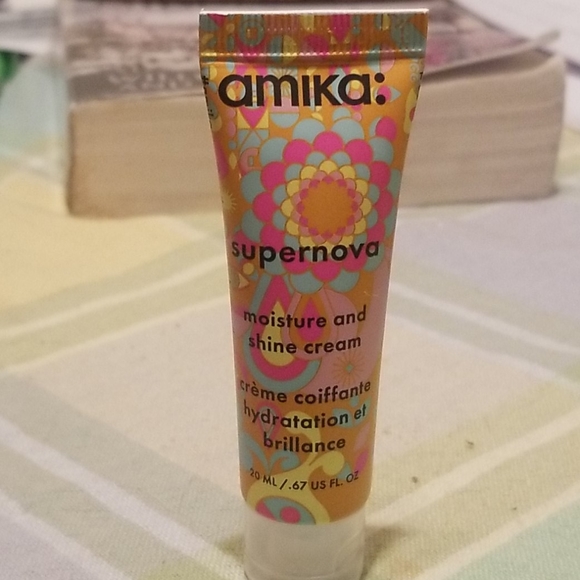 amika:
supernova
moisture and
shine cream
crème coiffante
hydratation et
brillance
20 ML / .67 US FL. OZ